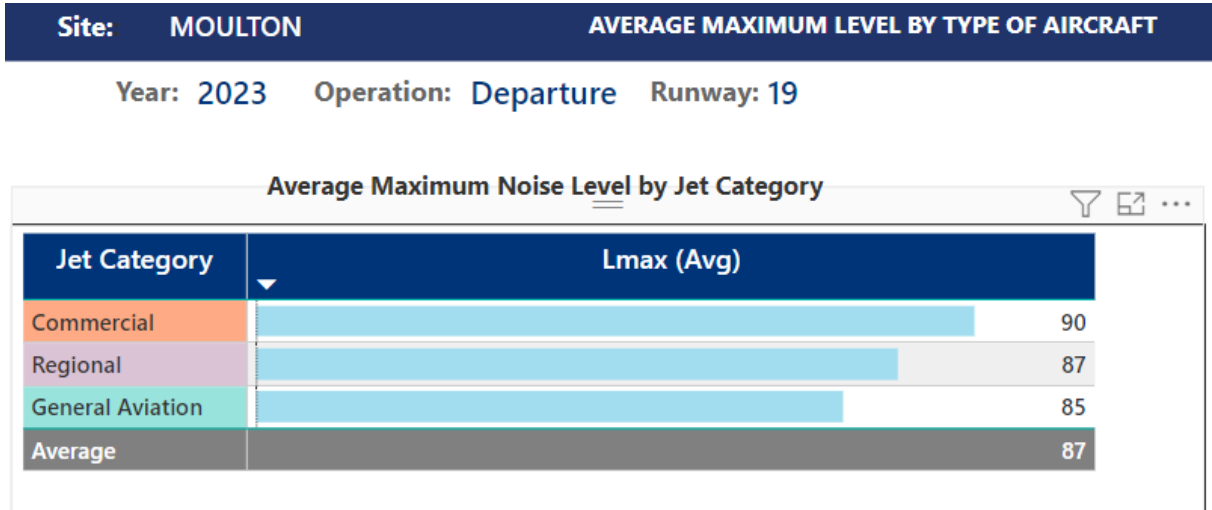 Site: MOULTON AVERAGE MAXIMUM LEVEL BY TYPE OF AIRCRAFT
Year: 2023 Operation: Departure Runway: 19
Average Maximum Noise Level by Jet Category
Jet Category Lmax (Avg)
Commercial 90
Regional 87
General Aviation 85
Average 87